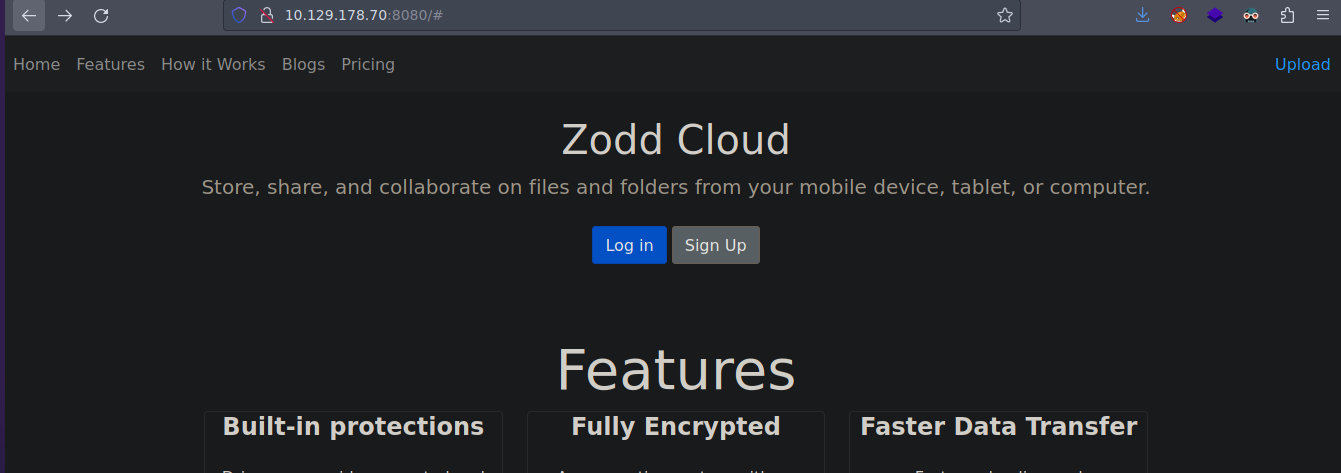 10.129.178.70:8080/#
Home Features How it Works Blogs Pricing Upload
Zodd Cloud
Store, share, and collaborate on files and folders from your mobile device, tablet, or computer.
Log in Sign Up
Features
Built-in protections Fully Encrypted Faster Data Transfer